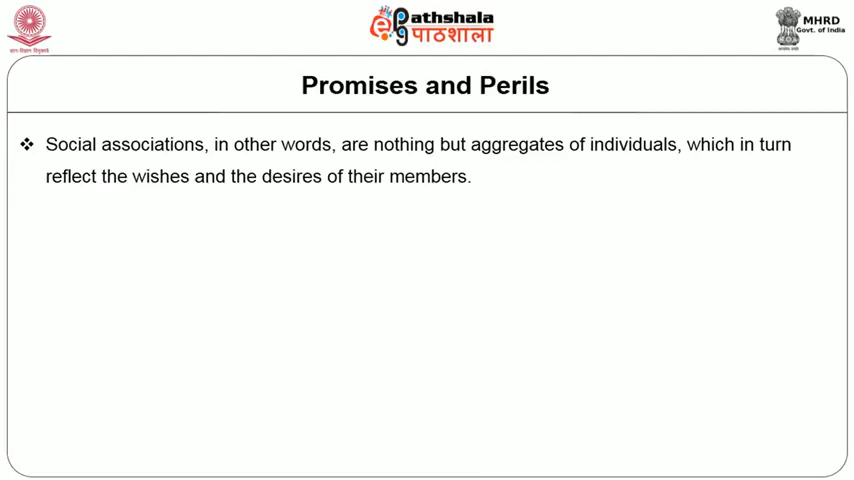 ePathshala
पाठशाला
MHRD
Govt. of India
Promises and Perils
❖ Social associations, in other words, are nothing but aggregates of individuals, which in turn
reflect the wishes and the desires of their members.